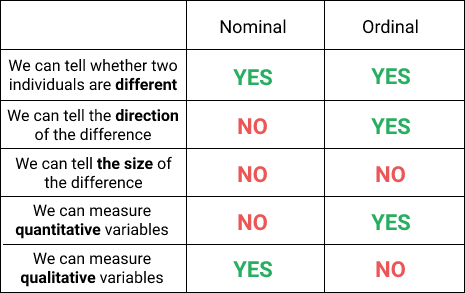 Nominal Ordinal
We can tell whether two
individuals are different YES YES
We can tell the direction
of the difference NO YES
We can tell the size of
the difference NO NO
We can measure
quantitative variables NO YES
We can measure
qualitative variables YES NO